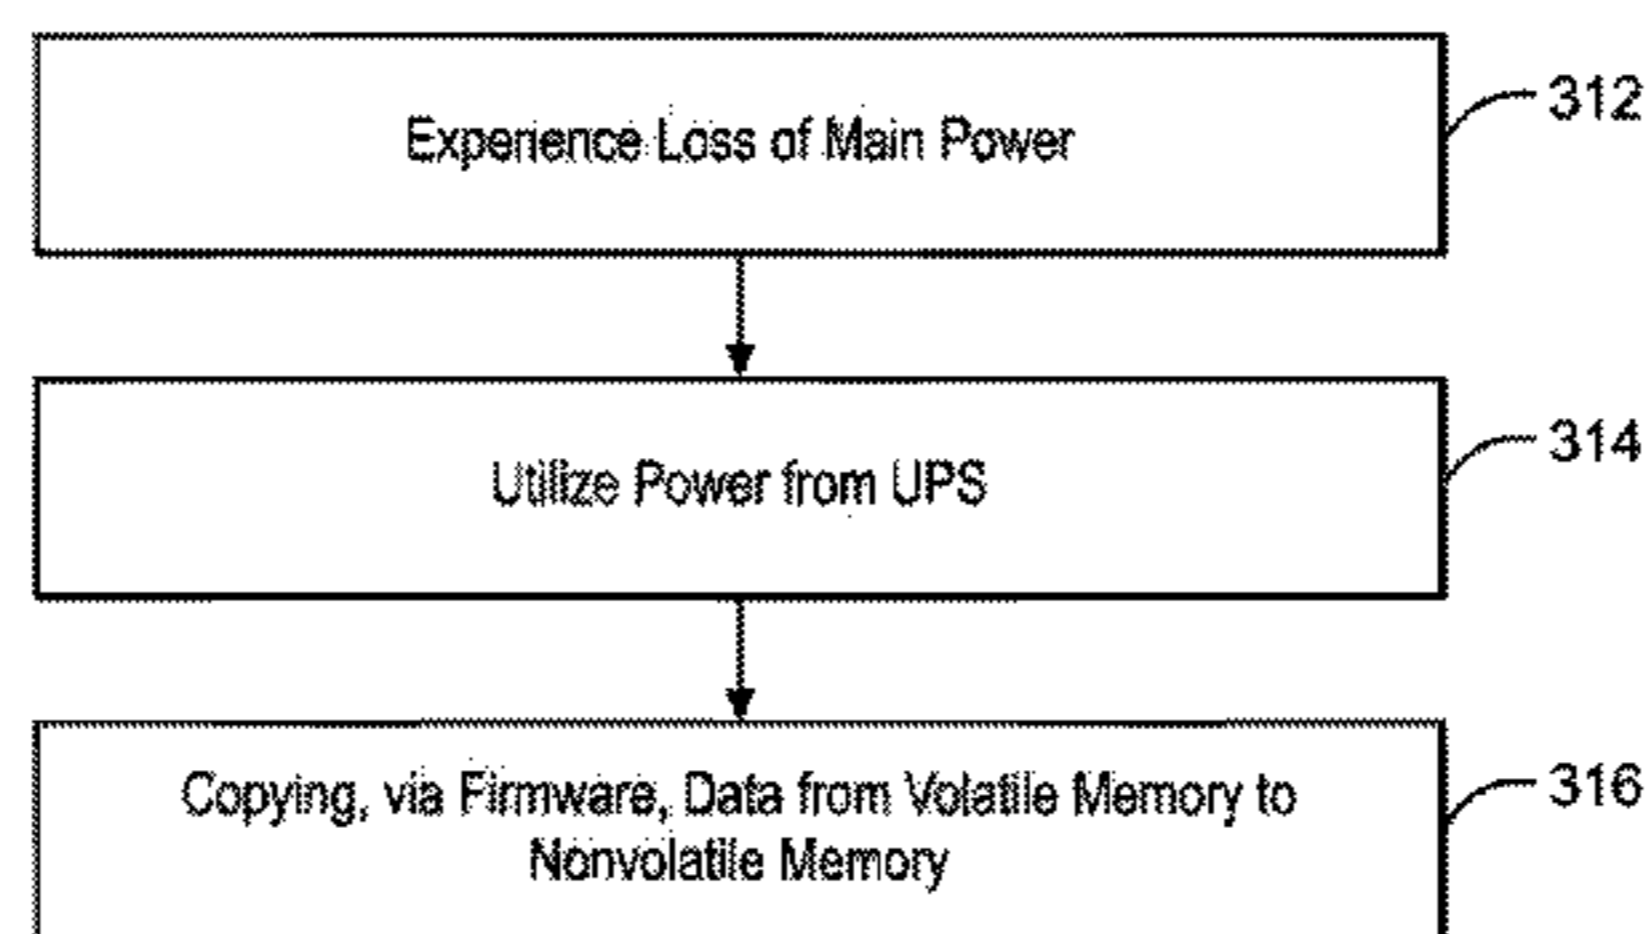 Experience Loss of Main Power
312
Utilize Power from UPS
314
Copying, via Firmware, Data from Volatile Memory to
Nonvolatile Memory
316